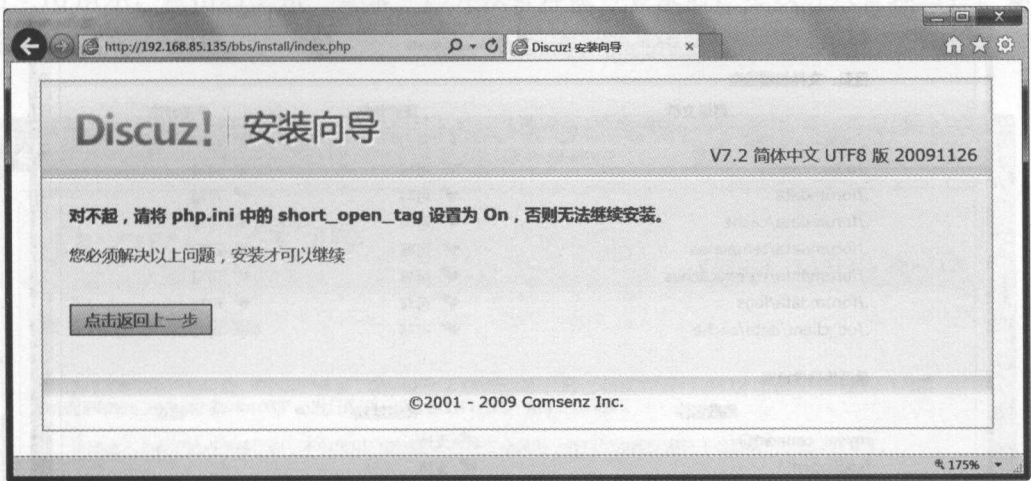 http://192.168.85.135/bbs/install/index.php
Discuz! 安装向导
Discuz! 安装向导
V7.2 简体中文 UTF8 版 20091126
对不起，请将 php.ini 中的 short_open_tag 设置为 On，否则无法继续安装。
您必须解决以上问题，安装才可以继续
点击返回上一步
©2001 - 2009 Comsenz Inc.
175%